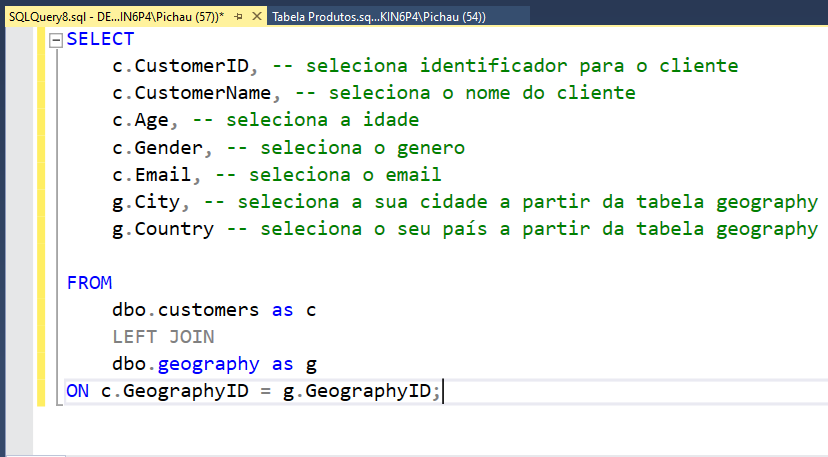 SQLQuery8.sql - DE...IN6P4\Pichau (57))* Tabela Produtos.sq...KIN6P4\Pichau (54))
SELECT
c.CustomerID, -- seleciona identificador para o cliente
c.CustomerName, -- seleciona o nome do cliente
c.Age, -- seleciona a idade
c.Gender, -- seleciona o genero
c.Email, -- seleciona o email
g.City, -- seleciona a sua cidade a partir da tabela geography
g.Country -- seleciona o seu país a partir da tabela geography
FROM
dbo.customers as c
LEFT JOIN
dbo.geography as g
ON c.GeographyID = g.GeographyID;